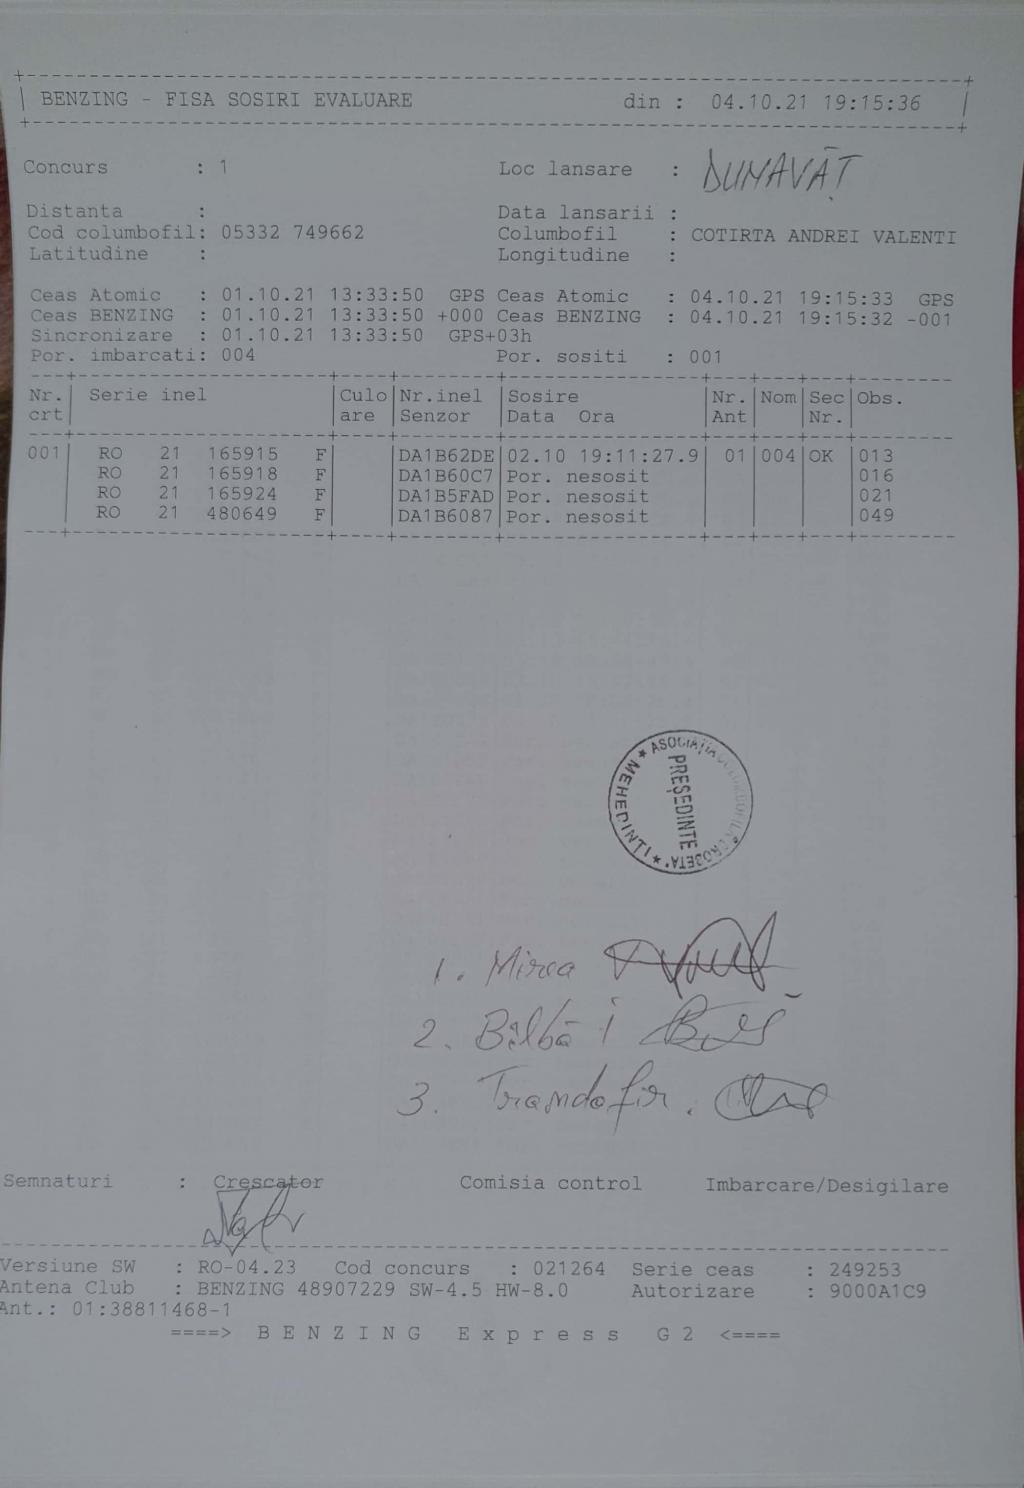 BENZING - FISA SOSIRI EVALUARE din : 04.10.21 19:15:36
Concurs : 1 Loc lansare : DUNAVĂȚ
Distanta : Data lansarii :
Cod columbofil: 05332 749662 Columbofil : COTIRTA ANDREI VALENTI
Latitudine : Longitudine :
Ceas Atomic : 01.10.21 13:33:50 GPS Ceas Atomic : 04.10.21 19:15:33 GPS
Ceas BENZING : 01.10.21 13:33:50 +000 Ceas BENZING : 04.10.21 19:15:32 -001
Sincronizare : 01.10.21 13:33:50 GPS+03h
Por. imbarcati: 004 Por. sositi : 001
Nr. Serie inel Culo Nr.inel Sosire Nr. Nom Sec Obs.
crt are Senzor Data Ora Ant Nr.
001 RO 21 165915 F DA1B62DE 02.10 19:11:27.9 01 004 OK 013
RO 21 165918 F DA1B60C7 Por. nesosit 016
RO 21 165924 F DA1B5FAD Por. nesosit 021
RO 21 480649 F DA1B6087 Por. nesosit 049
ASOCIAȚIA COLUMBOFILĂ "DROBETA" * MEHEDINȚI *
PREȘEDINTE
1. Mirea
2. Bîlbă I
3. Trandafir.
Semnaturi : Crescator Comisia control Imbarcare/Desigilare
Versiune SW : RO-04.23 Cod concurs : 021264 Serie ceas : 249253
Antena Club : BENZING 48907229 SW-4.5 HW-8.0 Autorizare : 9000A1C9
Ant.: 01:38811468-1
====> B E N Z I N G E x p r e s s G 2 <====